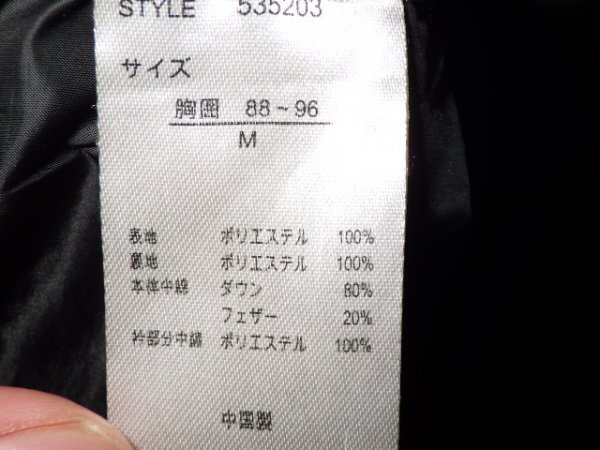 STYLE 535203
サイズ
胸囲 88~96
M
表地 ポリエステル 100%
裏地 ポリエステル 100%
本体中綿 ダウン 80%
フェザー 20%
衿部分中綿 ポリエステル 100%
中国製